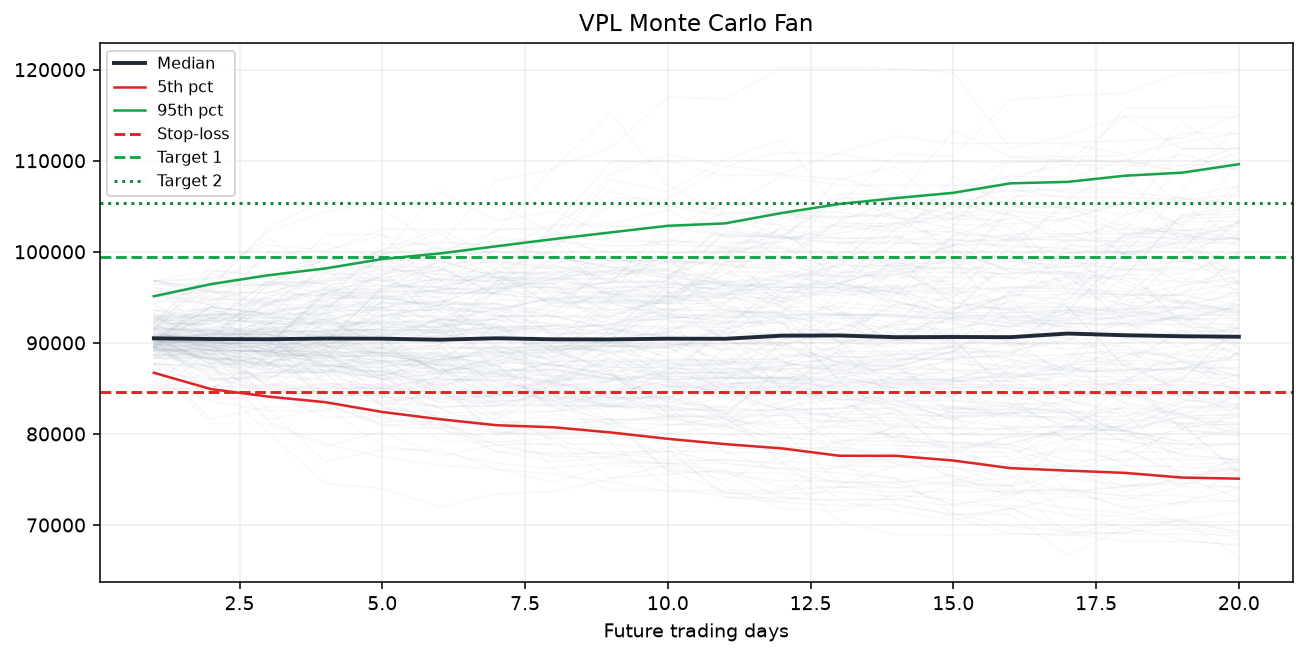 VPL Monte Carlo Fan
120000
110000
100000
90000
80000
70000
Median
5th pct
95th pct
Stop-loss
Target 1
Target 2
2.5 5.0 7.5 10.0 12.5 15.0 17.5 20.0
Future trading days